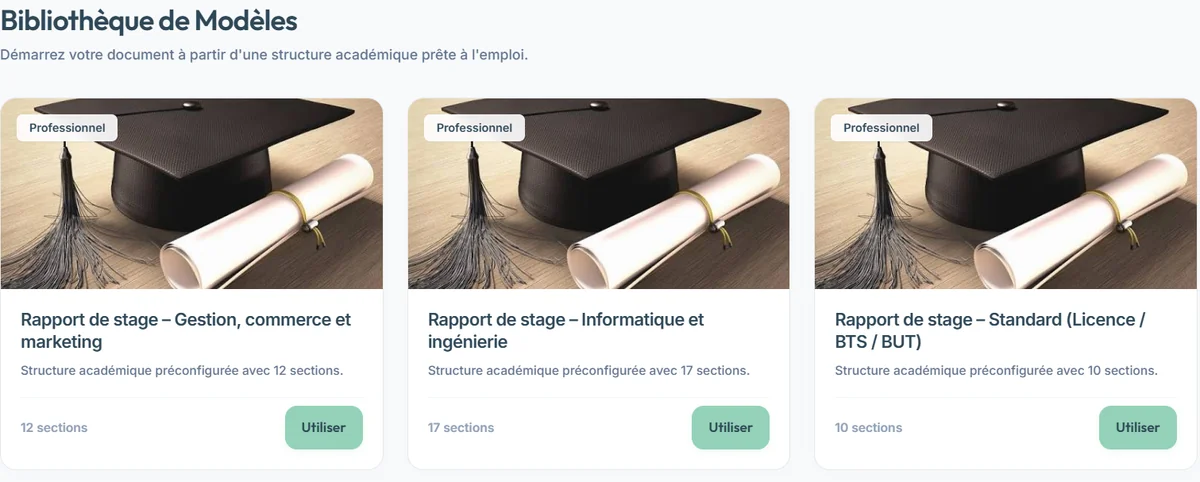 Bibliothèque de Modèles
Démarrez votre document à partir d'une structure académique prête à l'emploi.
Professionnel
Rapport de stage – Gestion, commerce et
marketing
Structure académique préconfigurée avec 12 sections.
12 sections
Utiliser
Professionnel
Rapport de stage – Informatique et
ingénierie
Structure académique préconfigurée avec 17 sections.
17 sections
Utiliser
Professionnel
Rapport de stage – Standard (Licence /
BTS / BUT)
Structure académique préconfigurée avec 10 sections.
10 sections
Utiliser